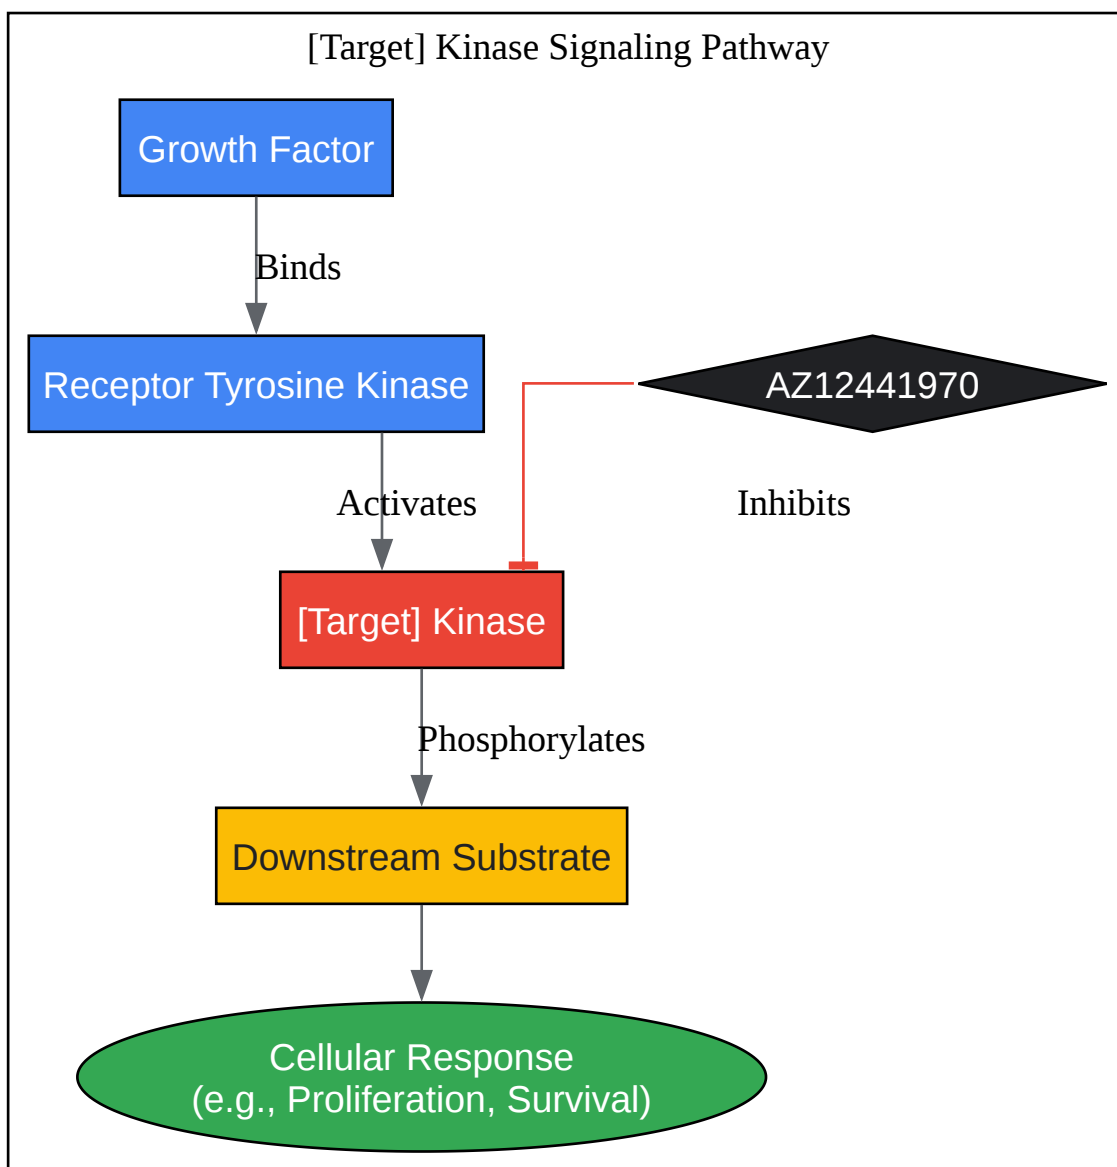 [Target] Kinase Signaling Pathway
Growth Factor
Binds
Receptor Tyrosine Kinase
AZ12441970
Activates
Inhibits
[Target] Kinase
Phosphorylates
Downstream Substrate
Cellular Response
(e.g., Proliferation, Survival)